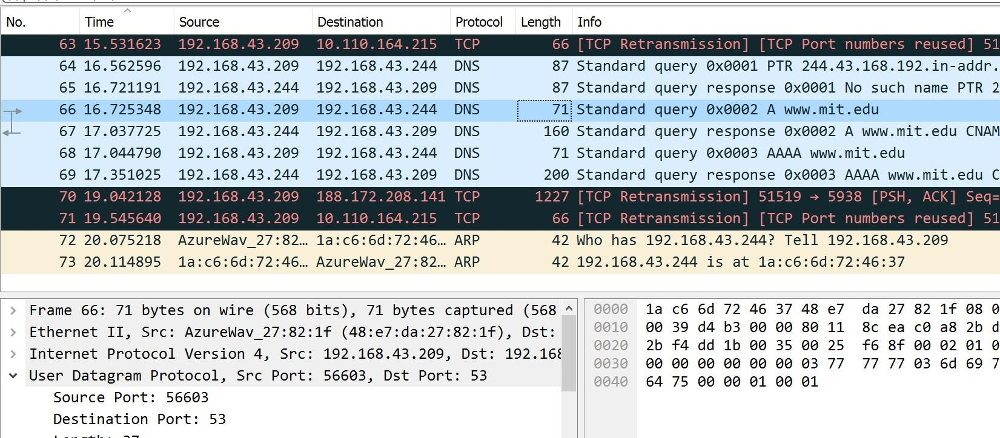 No. Time Source Destination Protocol Length Info
63 15.531623 192.168.43.209 10.110.164.215 TCP 66 [TCP Retransmission] [TCP Port numbers reused] 51
64 16.562596 192.168.43.209 192.168.43.244 DNS 87 Standard query 0x0001 PTR 244.43.168.192.in-addr.
65 16.721191 192.168.43.244 192.168.43.209 DNS 87 Standard query response 0x0001 No such name PTR 2
66 16.725348 192.168.43.209 192.168.43.244 DNS 71 Standard query 0x0002 A www.mit.edu
67 17.037725 192.168.43.244 192.168.43.209 DNS 160 Standard query response 0x0002 A www.mit.edu CNAM
68 17.044790 192.168.43.209 192.168.43.244 DNS 71 Standard query 0x0003 AAAA www.mit.edu
69 17.351025 192.168.43.244 192.168.43.209 DNS 200 Standard query response 0x0003 AAAA www.mit.edu C
70 19.042128 192.168.43.209 188.172.208.141 TCP 1227 [TCP Retransmission] 51519 → 5938 [PSH, ACK] Seq=
71 19.545640 192.168.43.209 10.110.164.215 TCP 66 [TCP Retransmission] [TCP Port numbers reused] 51
72 20.075218 AzureWav_27:82… 1a:c6:6d:72:46… ARP 42 Who has 192.168.43.244? Tell 192.168.43.209
73 20.114895 1a:c6:6d:72:46… AzureWav_27:82… ARP 42 192.168.43.244 is at 1a:c6:6d:72:46:37
Frame 66: 71 bytes on wire (568 bits), 71 bytes captured (568
Ethernet II, Src: AzureWav_27:82:1f (48:e7:da:27:82:1f), Dst:
Internet Protocol Version 4, Src: 192.168.43.209, Dst: 192.168
User Datagram Protocol, Src Port: 56603, Dst Port: 53
Source Port: 56603
Destination Port: 53
Length: 37
0000 1a c6 6d 72 46 37 48 e7 da 27 82 1f 08 0
0010 00 39 d4 b3 00 00 80 11 8c ea c0 a8 2b d
0020 2b f4 dd 1b 00 35 00 25 f6 8f 00 02 01 0
0030 00 00 00 00 00 00 03 77 77 77 03 6d 69 7
0040 64 75 00 00 01 00 01